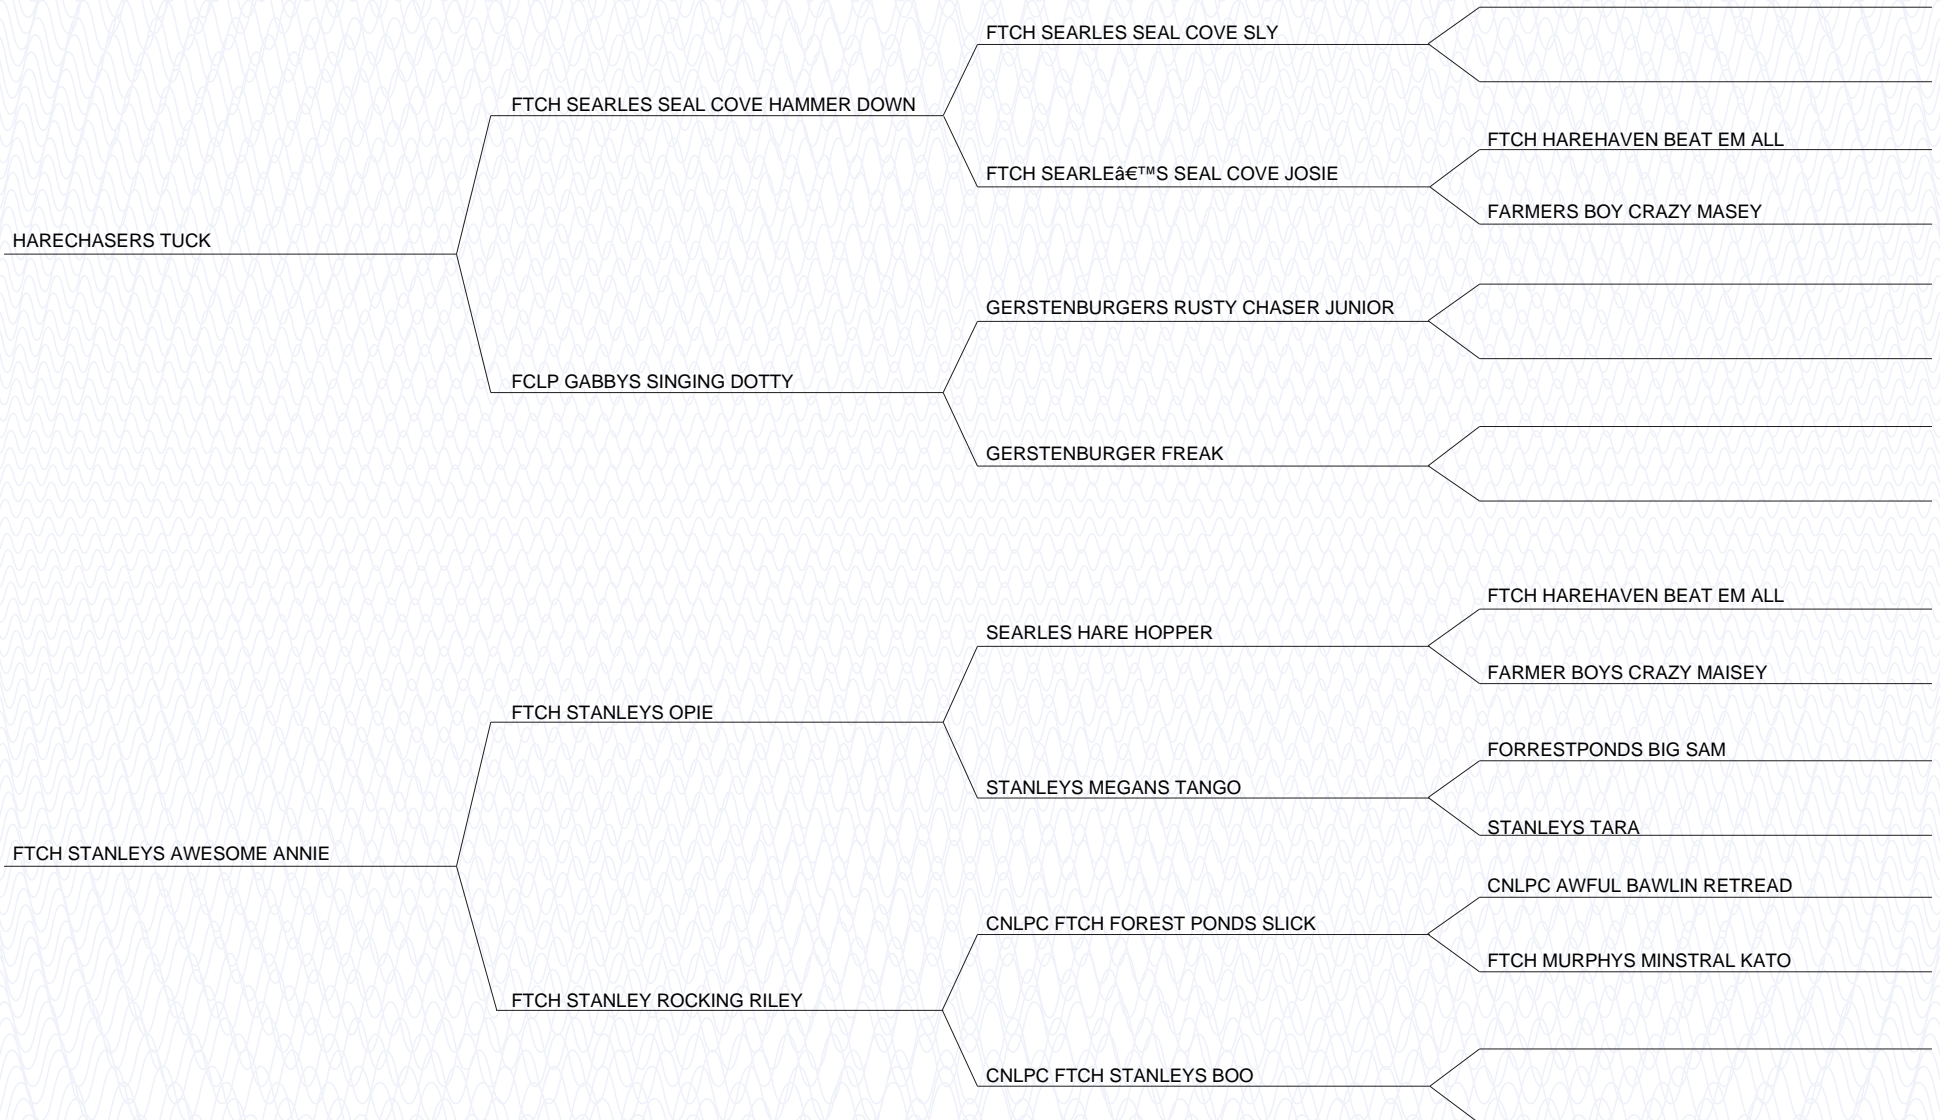 FTCH SEARLES SEAL COVE SLY
FTCH SEARLES SEAL COVE HAMMER DOWN
FTCH HAREHAVEN BEAT EM ALL
FTCH SEARLEâ€™S SEAL COVE JOSIE
FARMERS BOY CRAZY MASEY
HARECHASERS TUCK
GERSTENBURGERS RUSTY CHASER JUNIOR
FCLP GABBYS SINGING DOTTY
GERSTENBURGER FREAK
FTCH HAREHAVEN BEAT EM ALL
SEARLES HARE HOPPER
FARMER BOYS CRAZY MAISEY
FTCH STANLEYS OPIE
FORRESTPONDS BIG SAM
STANLEYS MEGANS TANGO
STANLEYS TARA
FTCH STANLEYS AWESOME ANNIE
CNLPC AWFUL BAWLIN RETREAD
CNLPC FTCH FOREST PONDS SLICK
FTCH MURPHYS MINSTRAL KATO
FTCH STANLEY ROCKING RILEY
CNLPC FTCH STANLEYS BOO